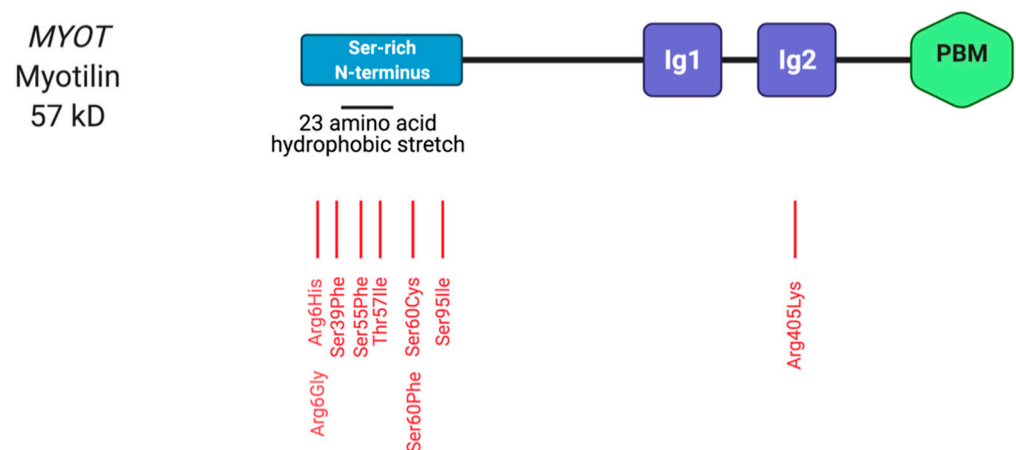 MYOT
Myotilin
57 kD
Ser-rich
N-terminus
Ig1
Ig2
PBM
23 amino acid
hydrophobic stretch
Arg6His
Ser39Phe
Ser55Phe
Thr57Ile
Ser60Cys
Ser95Ile
Arg405Lys
Arg6Gly
Ser60Phe